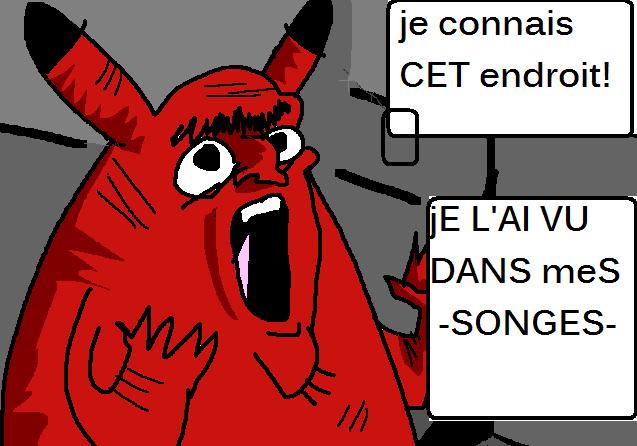 je connais
CET endroit!
jE L'AI VU
DANS meS
-SONGES-